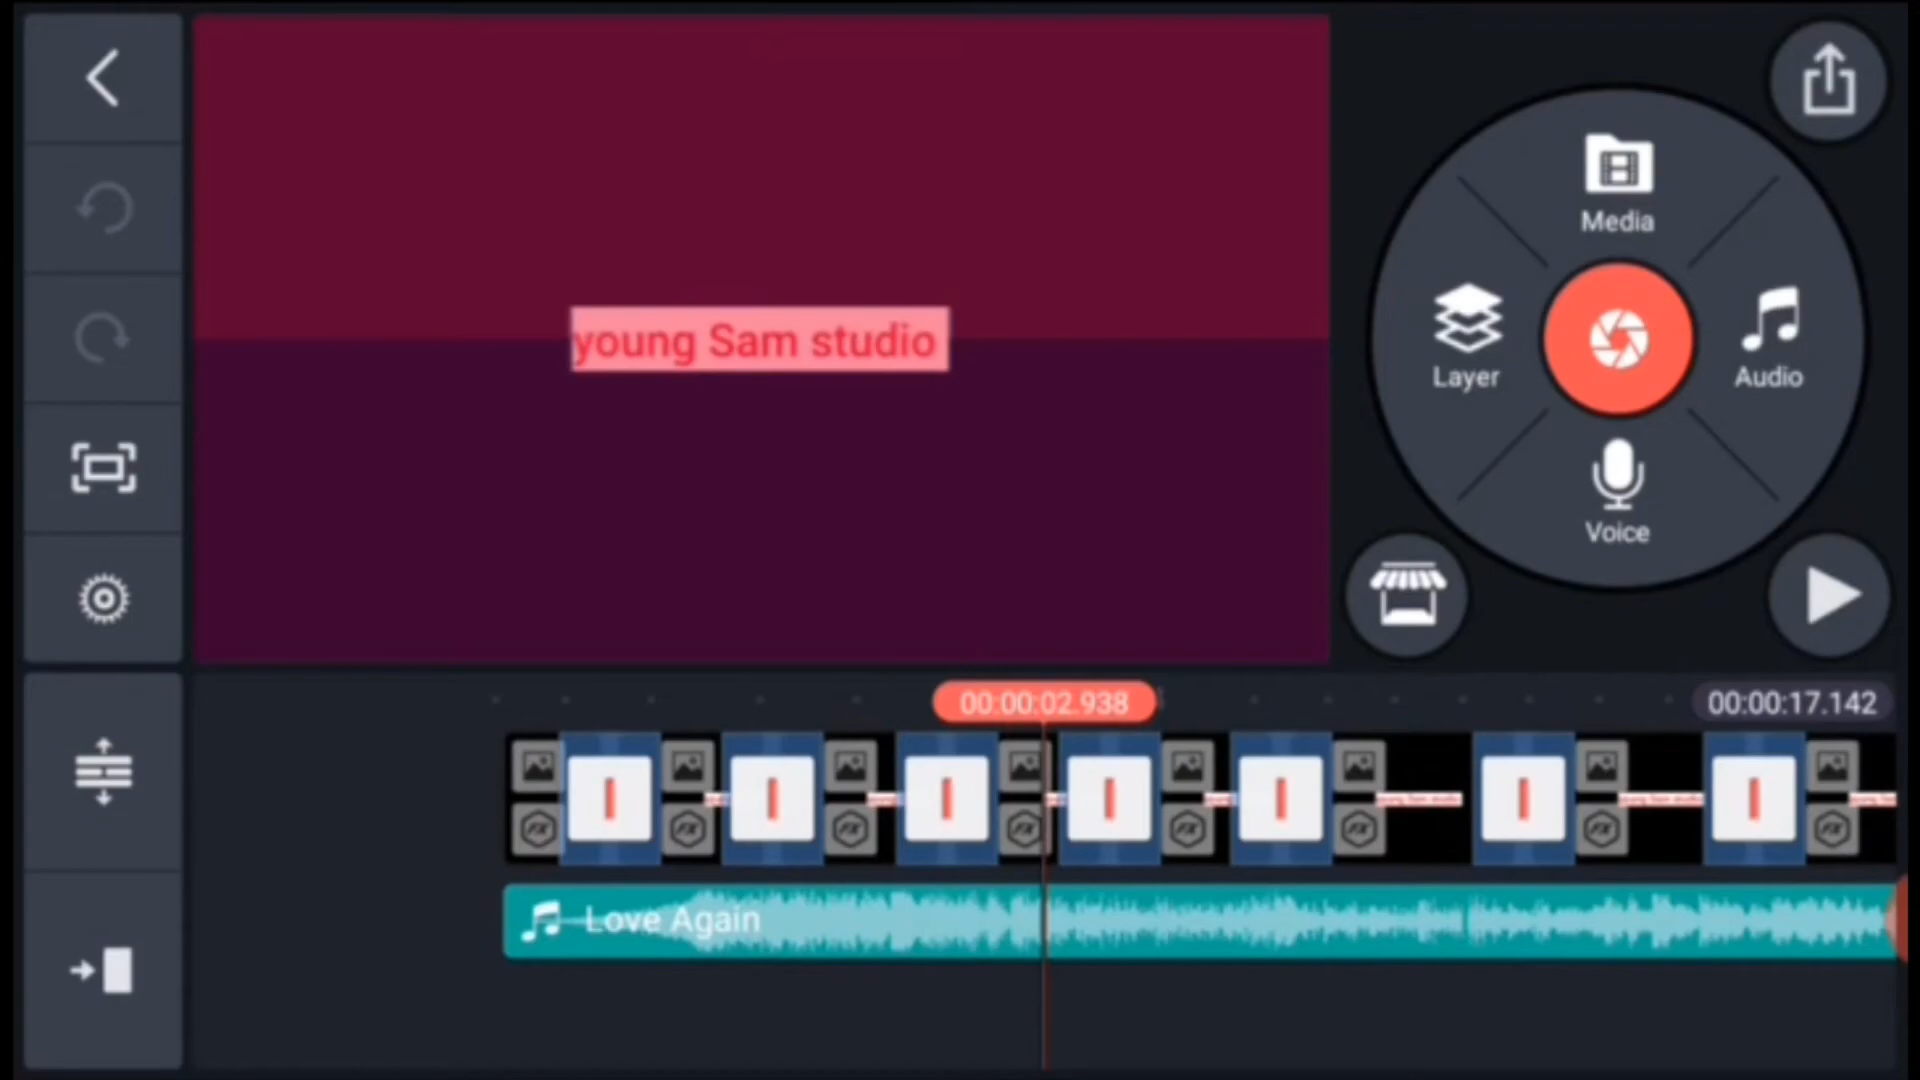 Media
Layer
Audio
Voice
young Sam studio
00:00:02.938
00:00:17.142
Love Again